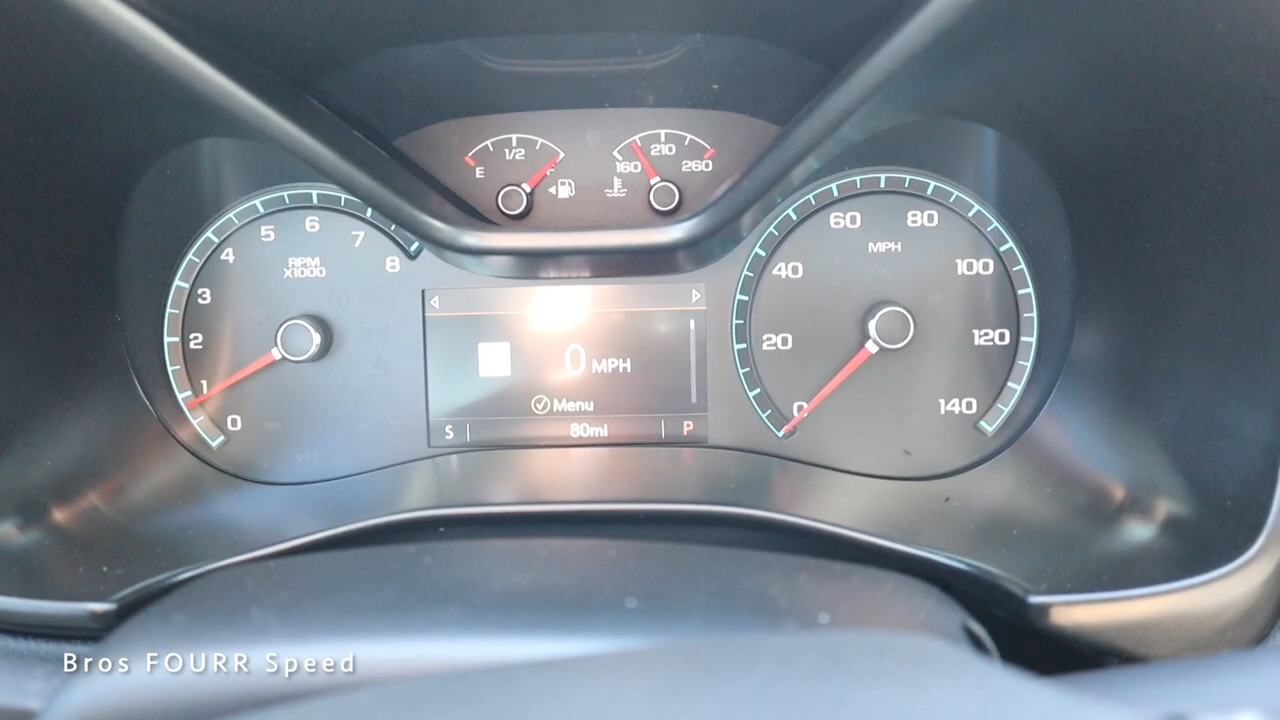 E 1/2 F
160 210 260
0 1 2 3 4 5 6 7 8
RPM
X1000
0 MPH
Menu
S 80mi P
0 20 40 60 80 100 120 140
MPH
Bros FOURR Speed